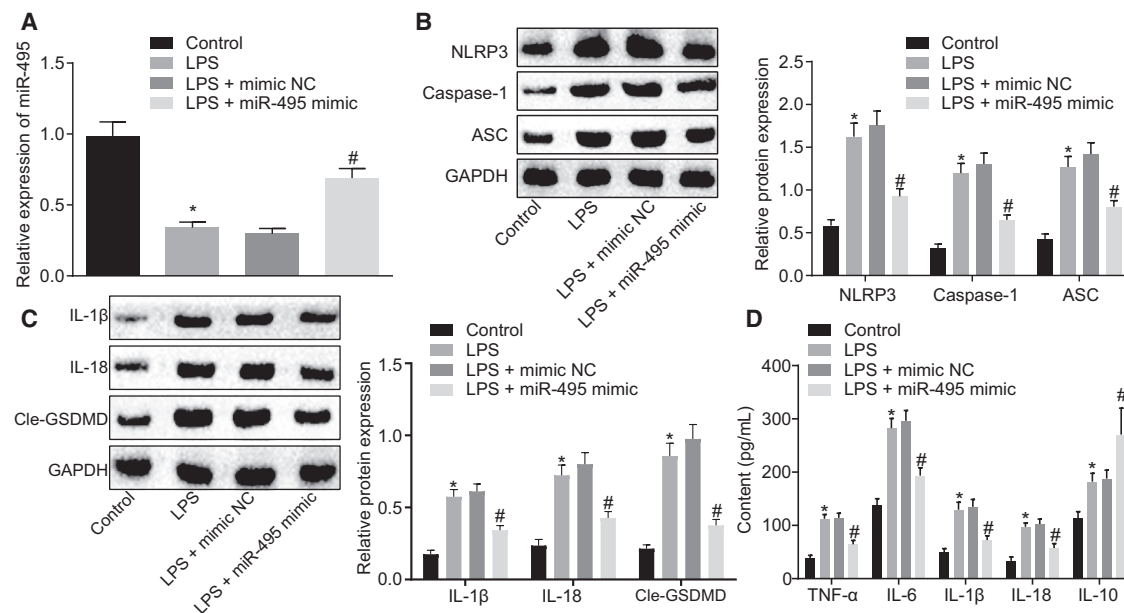 A
Relative expression of miR-495
Control
LPS
LPS + mimic NC
LPS + miR-495 mimic
1.5
1.0
0.5
0.0
*
#
B
NLRP3
Caspase-1
ASC
GAPDH
Control
LPS
LPS + mimic NC
LPS + miR-495 mimic
Relative protein expression
Control
LPS
LPS + mimic NC
LPS + miR-495 mimic
2.5
2.0
1.5
1.0
0.5
0.0
* # * # * #
NLRP3 Caspase-1 ASC
C
IL-1β
IL-18
Cle-GSDMD
GAPDH
Control
LPS
LPS + mimic NC
LPS + miR-495 mimic
Relative protein expression
Control
LPS
LPS + mimic NC
LPS + miR-495 mimic
1.5
1.0
0.5
0.0
* # * # * #
IL-1β IL-18 Cle-GSDMD
D
Content (pg/mL)
Control
LPS
LPS + mimic NC
LPS + miR-495 mimic
400
300
200
100
0
* # * # * # * # * #
TNF-α IL-6 IL-1β IL-18 IL-10